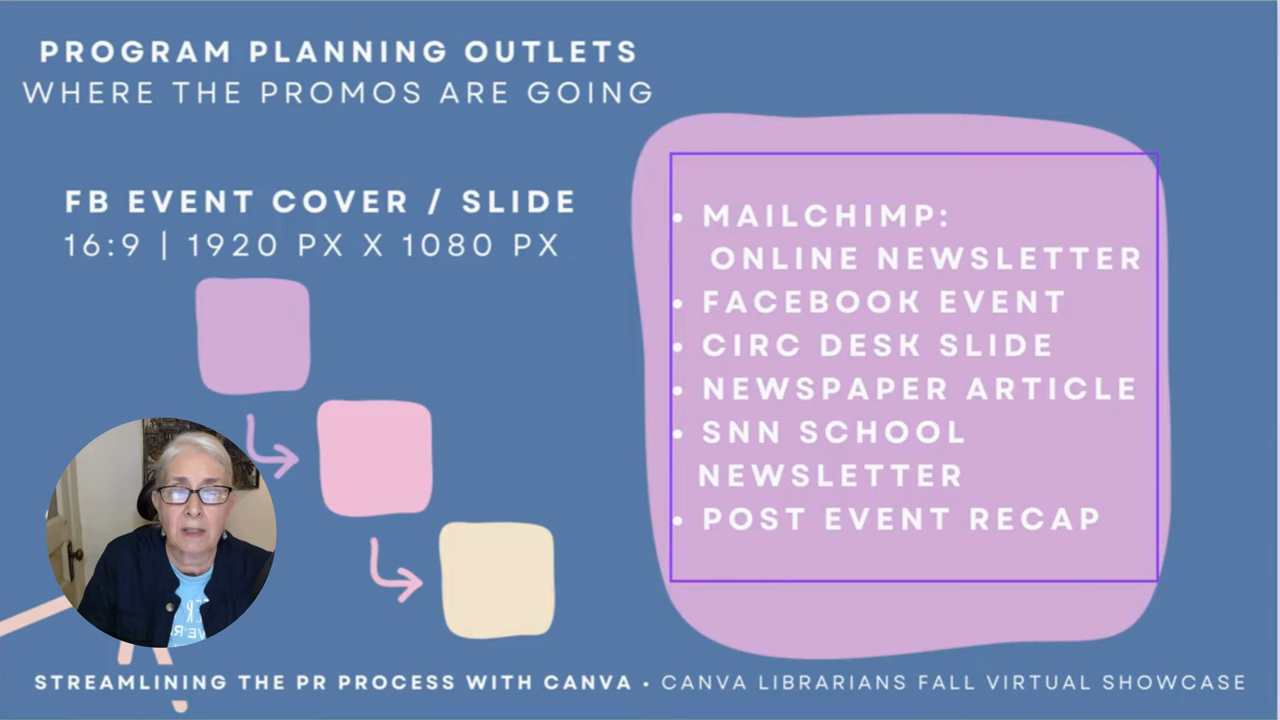 PROGRAM PLANNING OUTLETS
WHERE THE PROMOS ARE GOING
FB EVENT COVER / SLIDE
16:9 | 1920 PX X 1080 PX
• MAILCHIMP:
ONLINE NEWSLETTER
• FACEBOOK EVENT
• CIRC DESK SLIDE
• NEWSPAPER ARTICLE
• SNN SCHOOL
NEWSLETTER
• POST EVENT RECAP
STREAMLINING THE PR PROCESS WITH CANVA • CANVA LIBRARIANS FALL VIRTUAL SHOWCASE